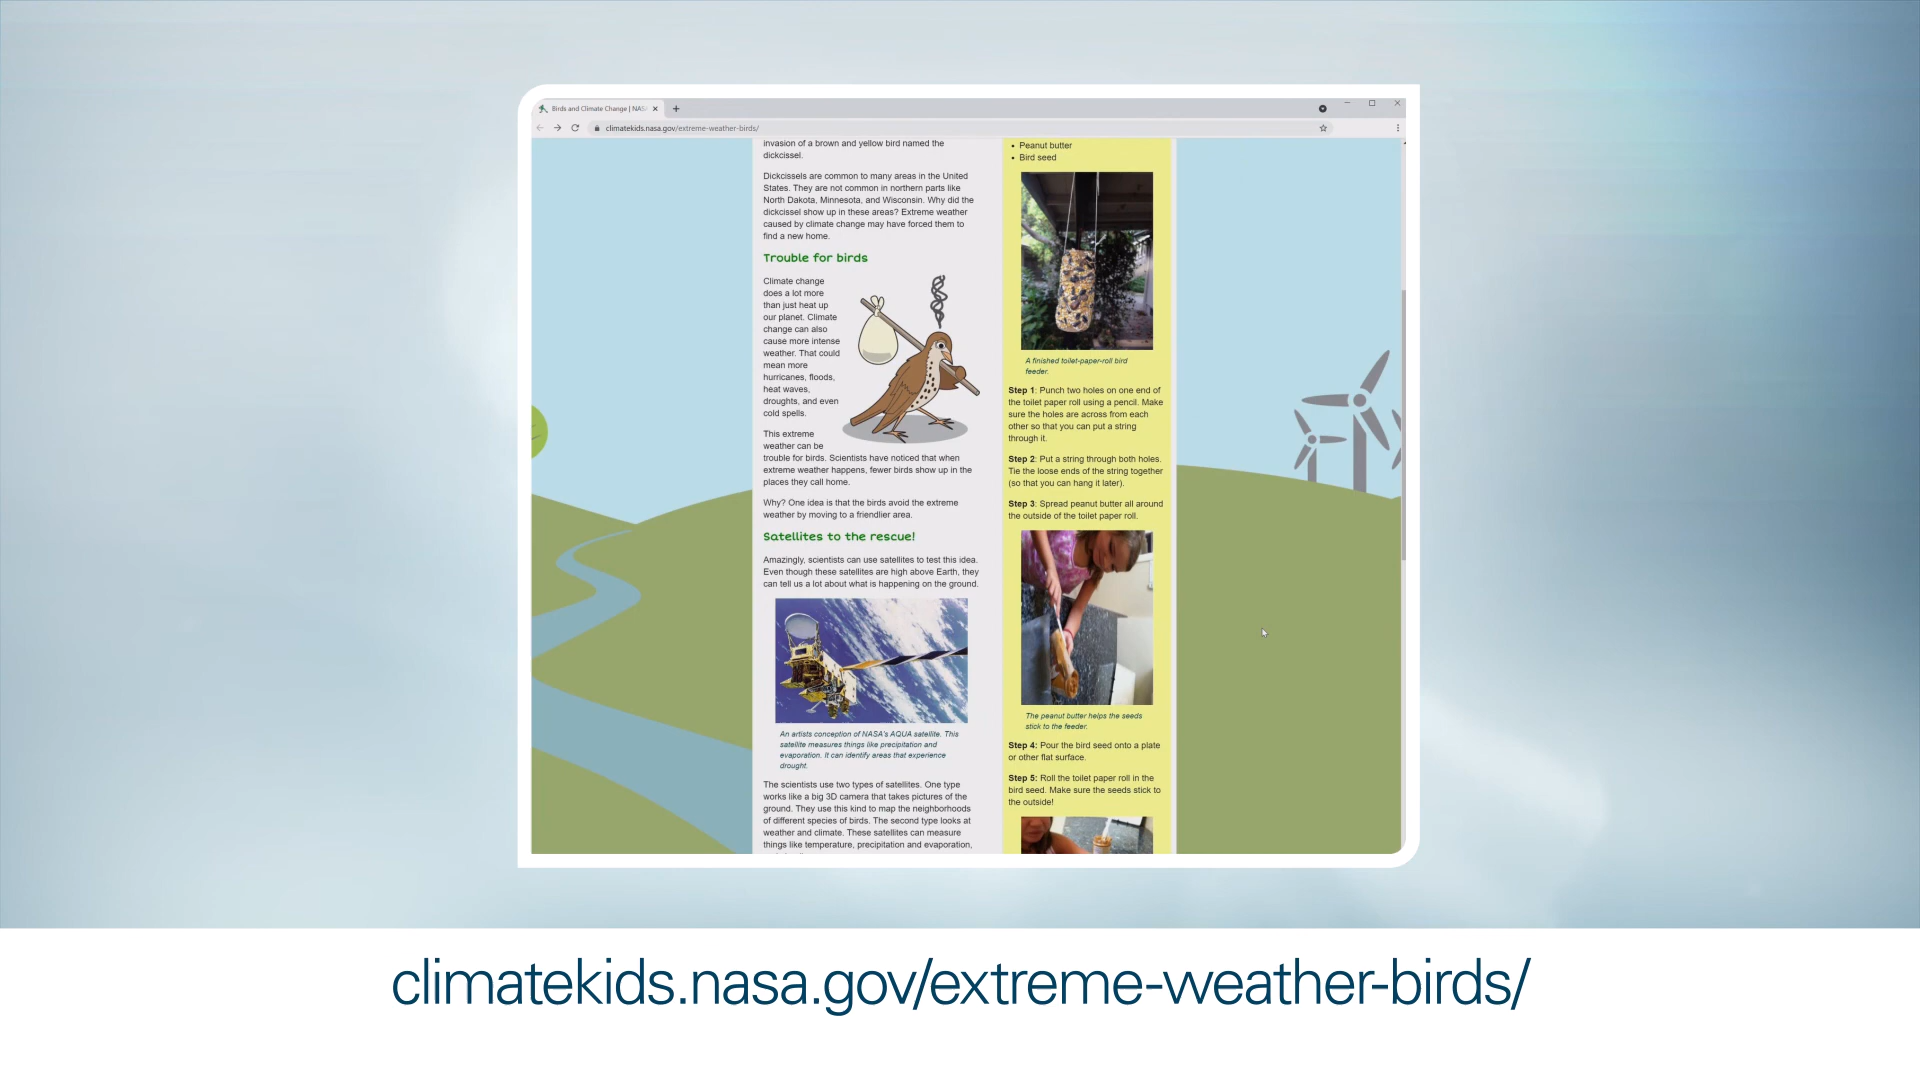 Birds and Climate Change | NAS
climatekids.nasa.gov/extreme-weather-birds/
invasion of a brown and yellow bird named the
dickcissel.
Dickcissels are common to many areas in the United
States. They are not common in northern parts like
North Dakota, Minnesota, and Wisconsin. Why did the
dickcissel show up in these areas? Extreme weather
caused by climate change may have forced them to
find a new home.
Trouble for birds
Climate change
does a lot more
than just heat up
our planet. Climate
change can also
cause more intense
weather. That could
mean more
hurricanes, floods,
heat waves,
droughts, and even
cold spells.
This extreme
weather can be
trouble for birds. Scientists have noticed that when
extreme weather happens, fewer birds show up in the
places they call home.
Why? One idea is that the birds avoid the extreme
weather by moving to a friendlier area.
Satellites to the rescue!
Amazingly, scientists can use satellites to test this idea.
Even though these satellites are high above Earth, they
can tell us a lot about what is happening on the ground.
An artists conception of NASA's AQUA satellite. This
satellite measures things like precipitation and
evaporation. It can identify areas that experience
drought.
The scientists use two types of satellites. One type
works like a big 3D camera that takes pictures of the
ground. They use this kind to map the neighborhoods
of different species of birds. The second type looks at
weather and climate. These satellites can measure
things like temperature, precipitation and evaporation,
• Peanut butter
• Bird seed
A finished toilet-paper-roll bird
feeder.
Step 1: Punch two holes on one end of
the toilet paper roll using a pencil. Make
sure the holes are across from each
other so that you can put a string
through it.
Step 2: Put a string through both holes.
Tie the loose ends of the string together
(so that you can hang it later).
Step 3: Spread peanut butter all around
the outside of the toilet paper roll.
The peanut butter helps the seeds
stick to the feeder.
Step 4: Pour the bird seed onto a plate
or other flat surface.
Step 5: Roll the toilet paper roll in the
bird seed. Make sure the seeds stick to
the outside!
climatekids.nasa.gov/extreme-weather-birds/